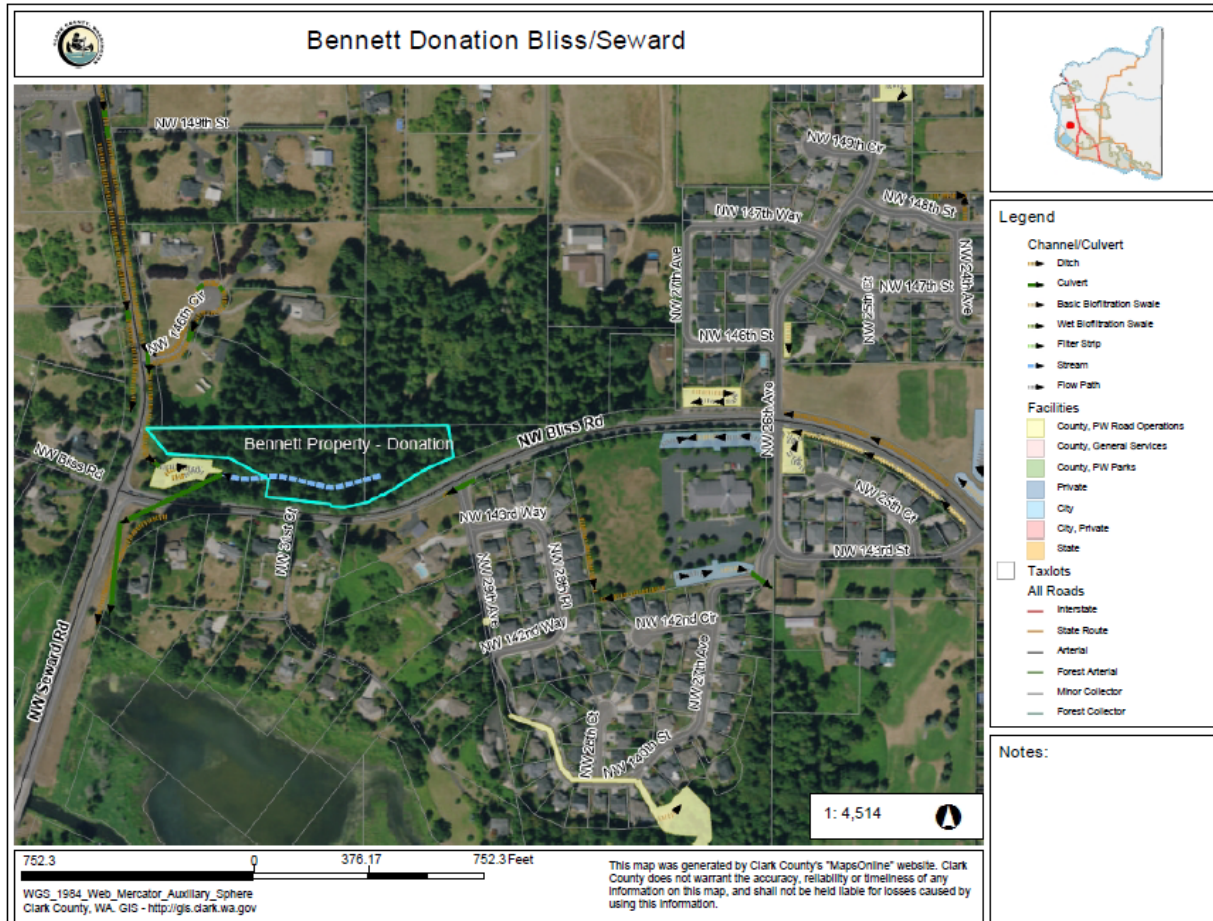 CLARK COUNTY, WASHINGTON
Bennett Donation Bliss/Seward
NW 149th St
NW 149th Cir
NW 148th St
NW 147th Way
NW 24th Ave
NW 27th Ave
NW 25th Ct
NW 147th St
NW 146th Cir
NW 146th St
NW 26th Ave
Bennett Property - Donation
NW Bliss Rd
NW Bliss Rd
NW 25th Ct
NW 143rd Way
NW 31st Ct
NW 143rd St
NW 29th Ave
NW 28th Pl
NW 142nd Way
NW 142nd Cir
NW 27th Ave
NW Seward Rd
NW 28th Ct
NW 140th St
1: 4,514
Legend
Channel/Culvert
Ditch
Culvert
Basic Biofiltration Swale
Wet Biofiltration Swale
Filter Strip
Stream
Flow Path
Facilities
County, PW Road Operations
County, General Services
County, PW Parks
Private
City
City, Private
State
Taxlots
All Roads
Interstate
State Route
Arterial
Forest Arterial
Minor Collector
Forest Collector
Notes:
752.3 0 376.17 752.3 Feet
WGS_1984_Web_Mercator_Auxiliary_Sphere
Clark County, WA. GIS - http://gis.clark.wa.gov
This map was generated by Clark County's "MapsOnline" website. Clark
County does not warrant the accuracy, reliability or timeliness of any
information on this map, and shall not be held liable for losses caused by
using this information.